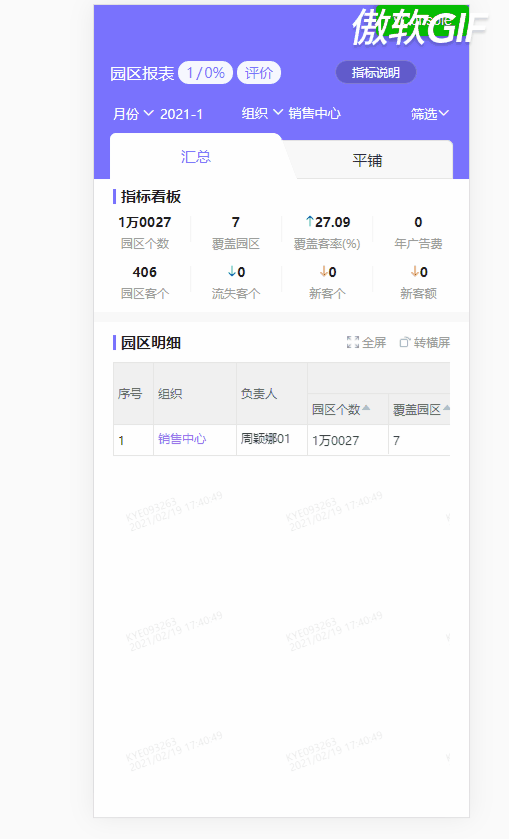 傲软GIF
园区报表 1/0% 评价 指标说明
月份 2021-1 组织 销售中心 筛选
汇总 平铺
指标看板
1万0027 7 ↑27.09 0
园区个数 覆盖园区 覆盖客率(%) 年广告费
406 ↓0 ↓0 ↓0
园区客个 流失客个 新客个 新客额
园区明细 全屏 转横屏
序号 组织 负责人
园区个数 覆盖园区
1 销售中心 周颖娜01 1万0027 7
KYE093263 KYE093263
2021/02/19 17:40:49 2021/02/19 17:40:49
KYE093263 KYE093263
2021/02/19 17:40:49 2021/02/19 17:40:49
KYE093263 KYE093263
2021/02/19 17:40:49 2021/02/19 17:40:49